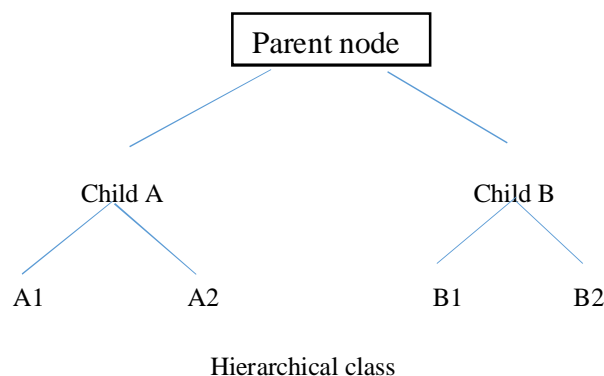 Parent node
Child A
Child B
A1
A2
B1
B2
Hierarchical class